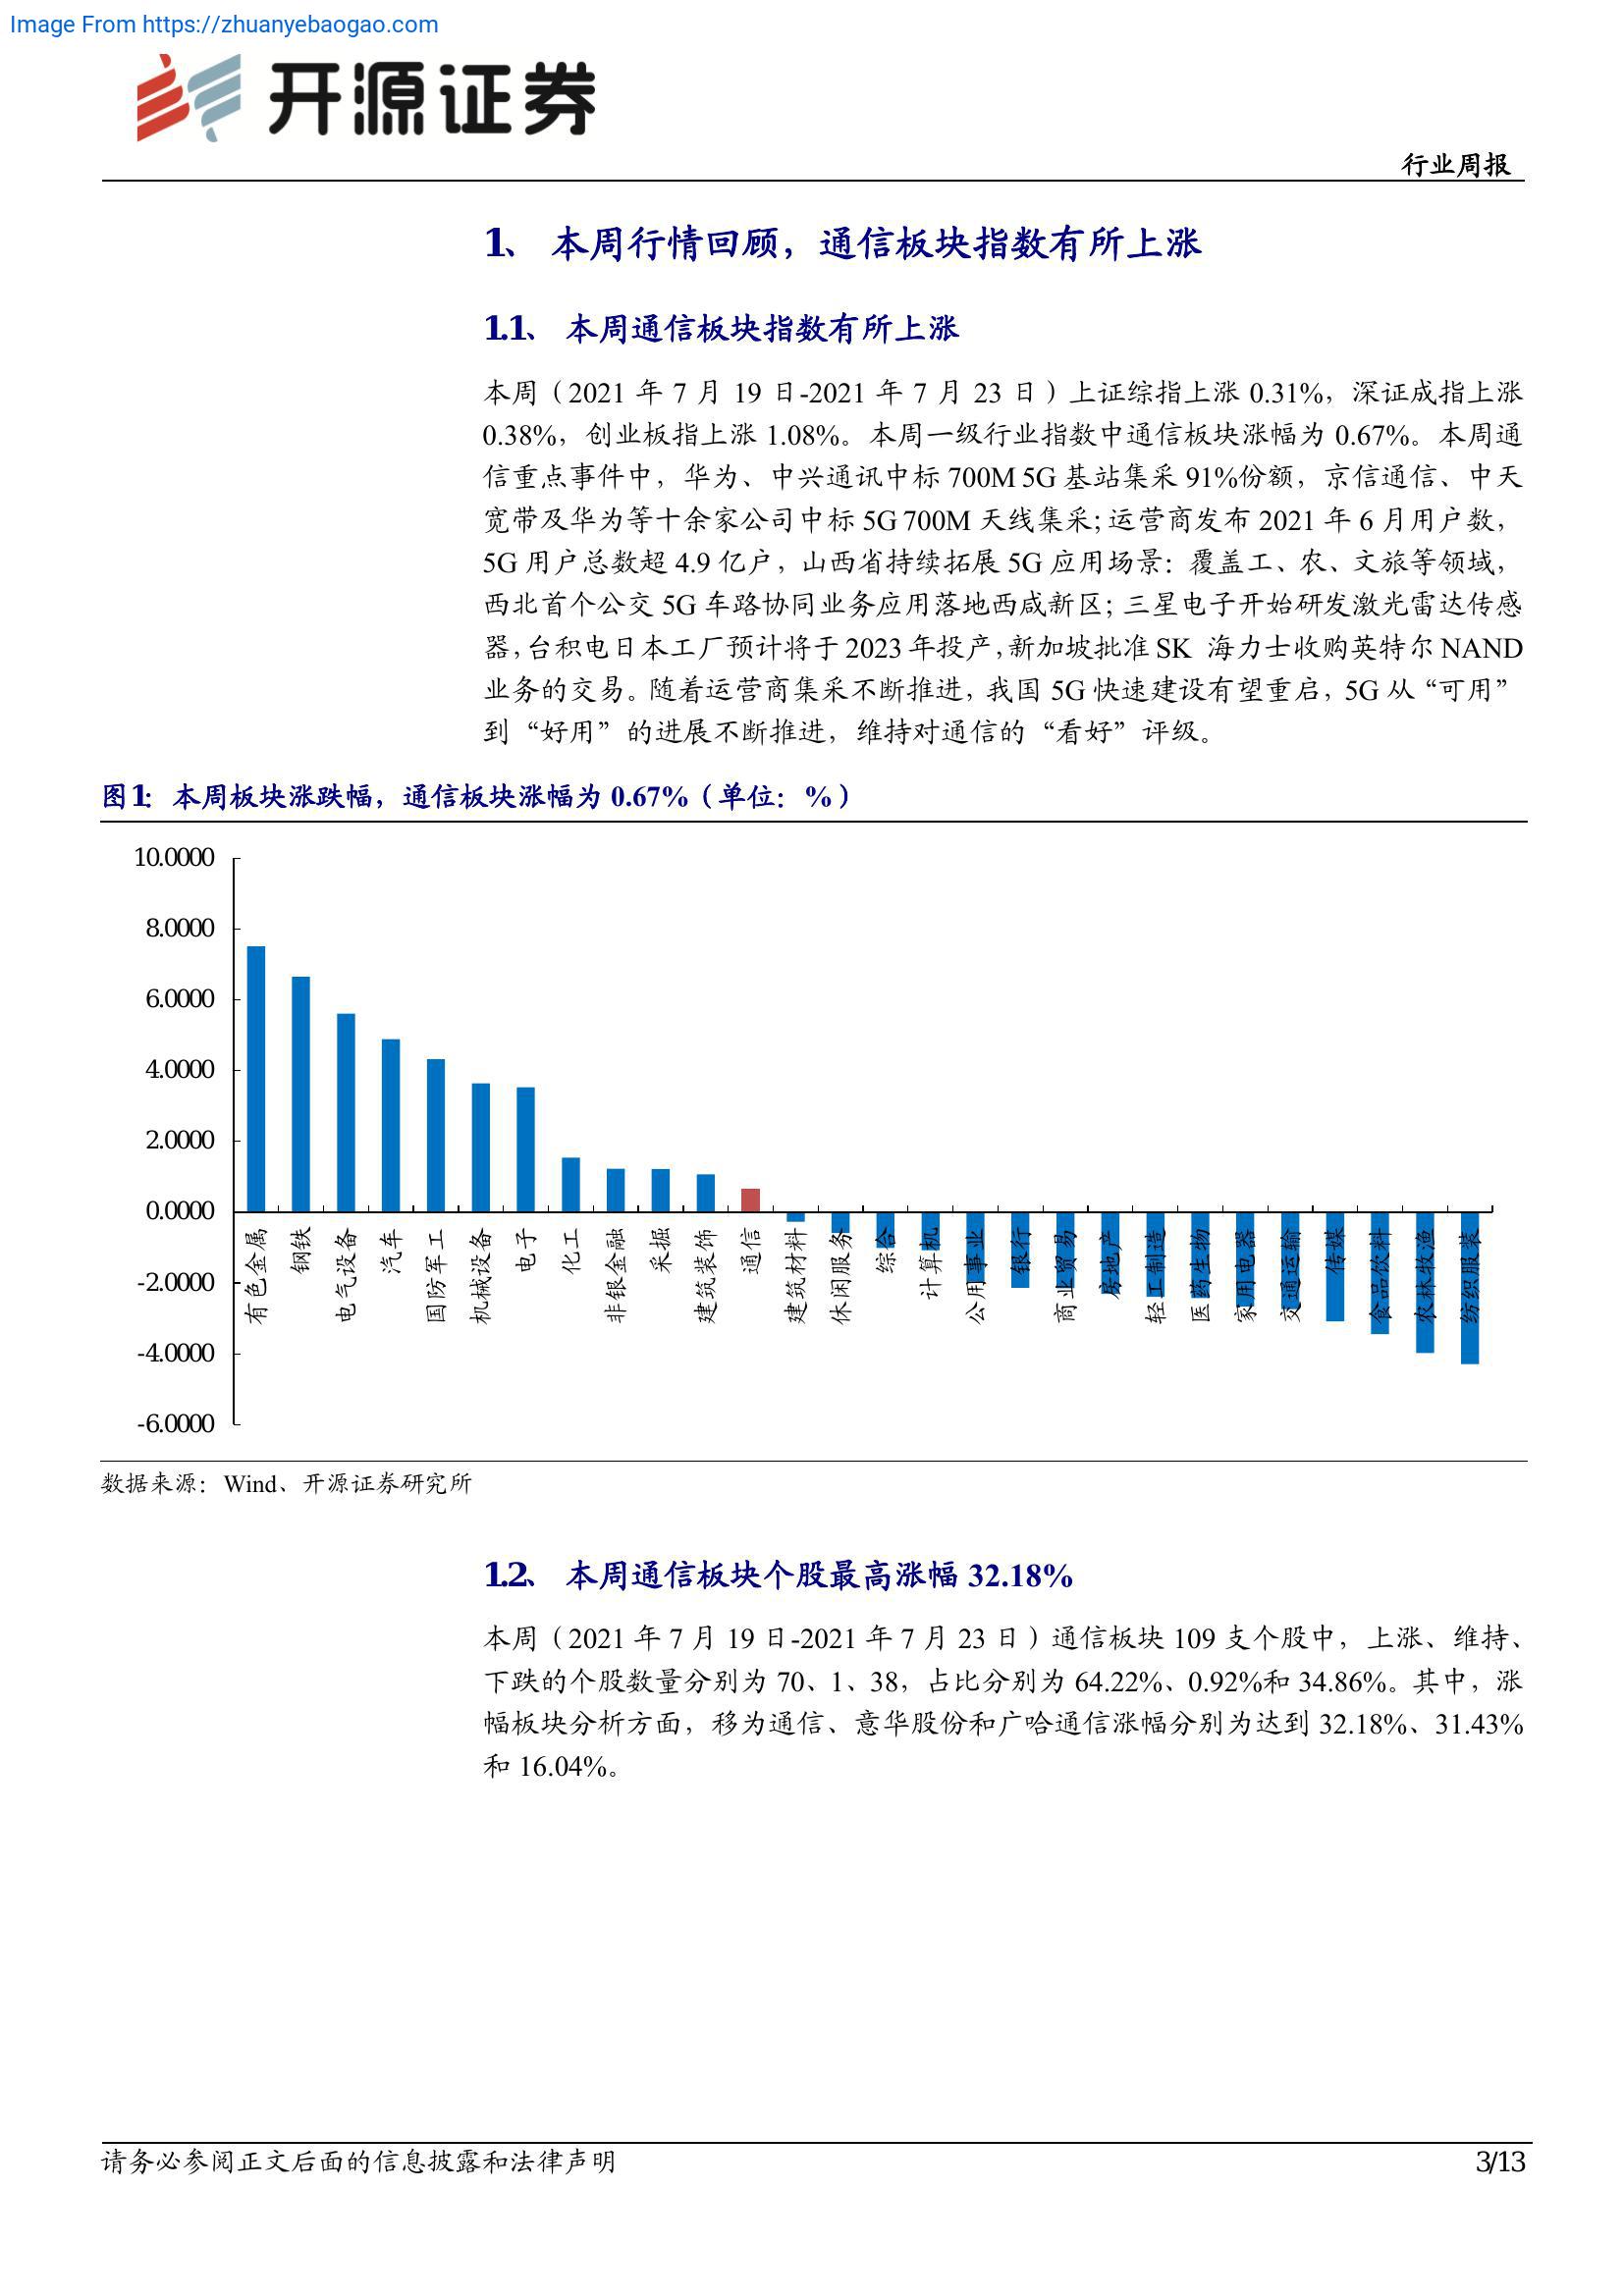 Image From https://zhuanyebaogao.com
开源证券
行业周报
1、 本周行情回顾，通信板块指数有所上涨
1.1、 本周通信板块指数有所上涨
本周（2021 年 7 月 19 日-2021 年 7 月 23 日）上证综指上涨 0.31%，深证成指上涨
0.38%，创业板指上涨 1.08%。本周一级行业指数中通信板块涨幅为 0.67%。本周通
信重点事件中，华为、中兴通讯中标 700M 5G 基站集采 91%份额，京信通信、中天
宽带及华为等十余家公司中标 5G 700M 天线集采；运营商发布 2021 年 6 月用户数，
5G 用户总数超 4.9 亿户，山西省持续拓展 5G 应用场景：覆盖工、农、文旅等领域，
西北首个公交 5G 车路协同业务应用落地西咸新区；三星电子开始研发激光雷达传感
器，台积电日本工厂预计将于 2023 年投产，新加坡批准 SK 海力士收购英特尔 NAND
业务的交易。随着运营商集采不断推进，我国 5G 快速建设有望重启，5G 从“可用”
到“好用”的进展不断推进，维持对通信的“看好”评级。
图1：本周板块涨跌幅，通信板块涨幅为 0.67%（单位：%）
10.0000
8.0000
6.0000
4.0000
2.0000
0.0000
-2.0000
-4.0000
-6.0000
有色金属
钢铁
电气设备
汽车
国防军工
机械设备
电子
化工
非银金融
采掘
建筑装饰
通信
建筑材料
休闲服务
综合
计算机
公用事业
银行
商业贸易
房地产
轻工制造
医药生物
家用电器
交通运输
传媒
食品饮料
农林牧渔
纺织服装
数据来源：Wind、开源证券研究所
1.2、 本周通信板块个股最高涨幅 32.18%
本周（2021 年 7 月 19 日-2021 年 7 月 23 日）通信板块 109 支个股中，上涨、维持、
下跌的个股数量分别为 70、1、38，占比分别为 64.22%、0.92%和 34.86%。其中，涨
幅板块分析方面，移为通信、意华股份和广哈通信涨幅分别为达到 32.18%、31.43%
和 16.04%。
请务必参阅正文后面的信息披露和法律声明
3/13